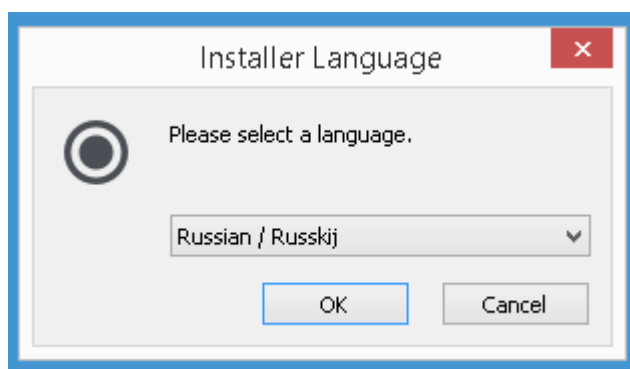 Installer Language
Please select a language.
Russian / Russkij
OK
Cancel